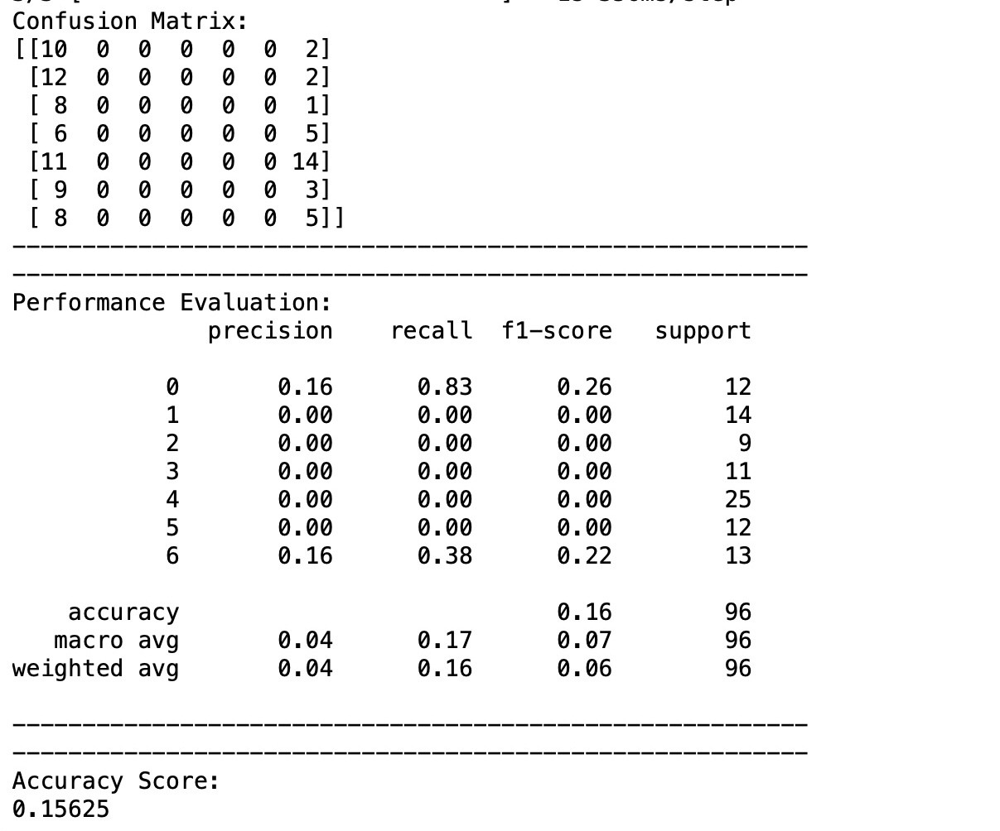 Confusion Matrix:
[[10  0  0  0  0  0  2]
 [12  0  0  0  0  0  2]
 [ 8  0  0  0  0  0  1]
 [ 6  0  0  0  0  0  5]
 [11  0  0  0  0  0 14]
 [ 9  0  0  0  0  0  3]
 [ 8  0  0  0  0  0  5]]
---------------------------------------------------------
---------------------------------------------------------
Performance Evaluation:
              precision    recall  f1-score   support

           0       0.16      0.83      0.26        12
           1       0.00      0.00      0.00        14
           2       0.00      0.00      0.00         9
           3       0.00      0.00      0.00        11
           4       0.00      0.00      0.00        25
           5       0.00      0.00      0.00        12
           6       0.16      0.38      0.22        13

    accuracy                           0.16        96
   macro avg       0.04      0.17      0.07        96
weighted avg       0.04      0.16      0.06        96

---------------------------------------------------------
---------------------------------------------------------
Accuracy Score:
0.15625